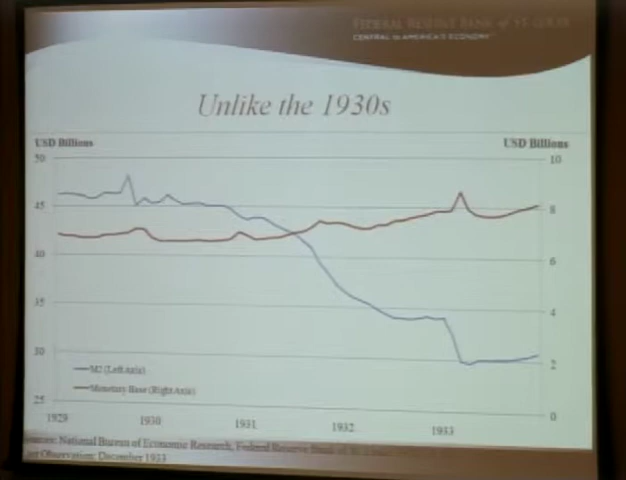 FEDERAL RESERVE BANK of ST. LOUIS
CENTRAL to AMERICA'S ECONOMY
Unlike the 1930s
USD Billions
USD Billions
50
45
40
35
30
25
10
8
6
4
2
0
M2 (Left Axis)
Monetary Base (Right Axis)
1929
1930
1931
1932
1933
Sources: National Bureau of Economic Research, Federal Reserve Bank of
Observation: December 1933